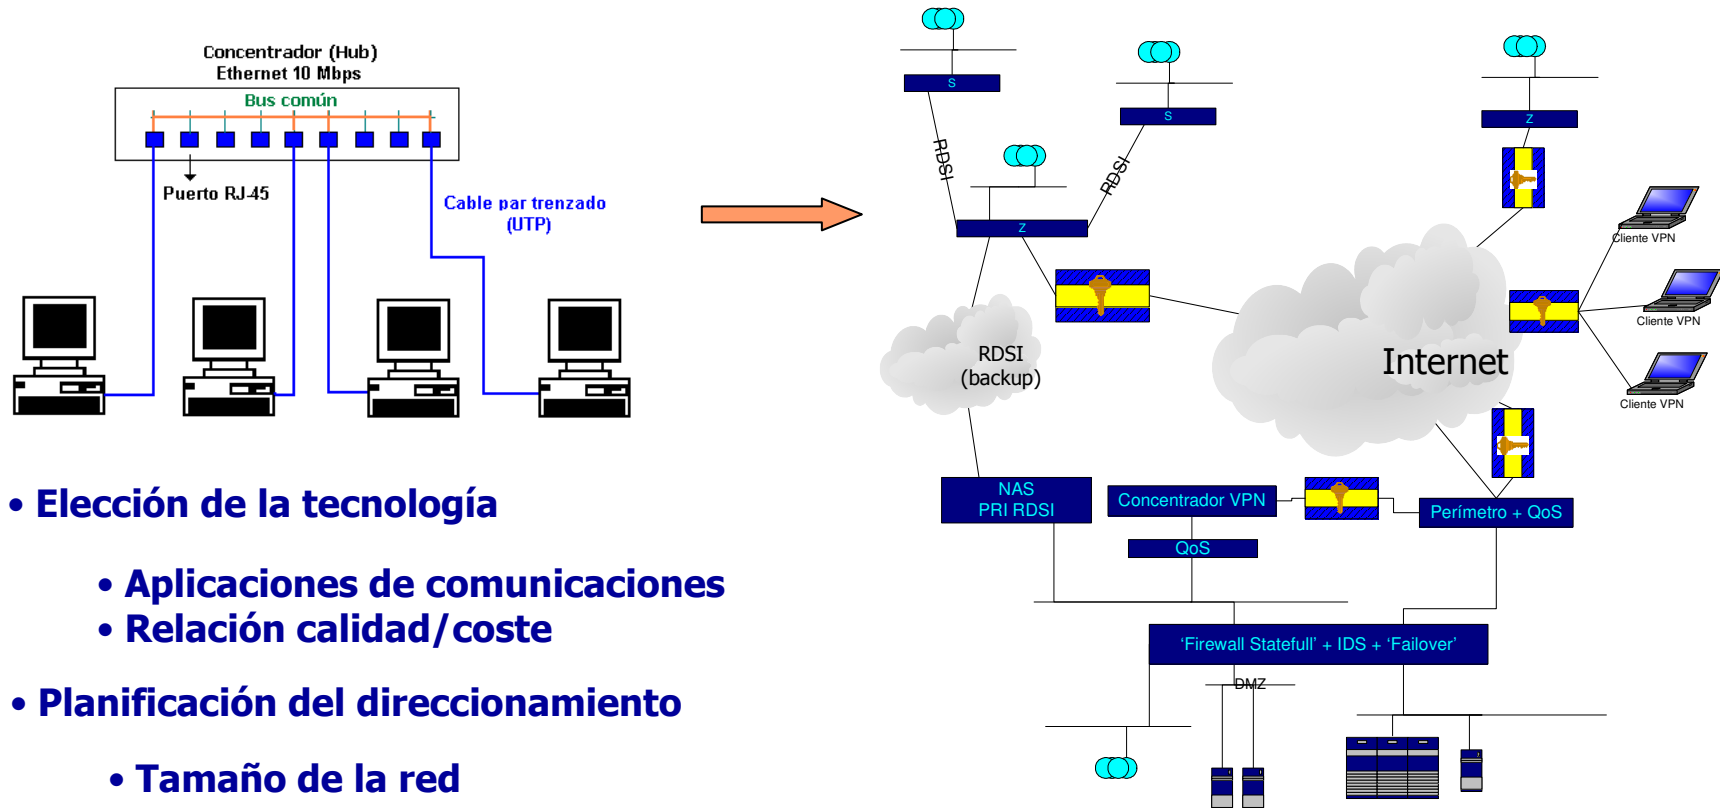 Concentrador (Hub)
Ethernet 10 Mbps
Bus común
Puerto RJ-45
Cable par trenzado
(UTP)
• Elección de la tecnología
• Aplicaciones de comunicaciones
• Relación calidad/coste
• Planificación del direccionamiento
• Tamaño de la red
S
S
RDSI
RDSI
Z
Z
Cliente VPN
Cliente VPN
Cliente VPN
RDSI
(backup)
Internet
NAS
PRI RDSI
Concentrador VPN
QoS
Perímetro + QoS
'Firewall Statefull' + IDS + 'Failover'
DMZ